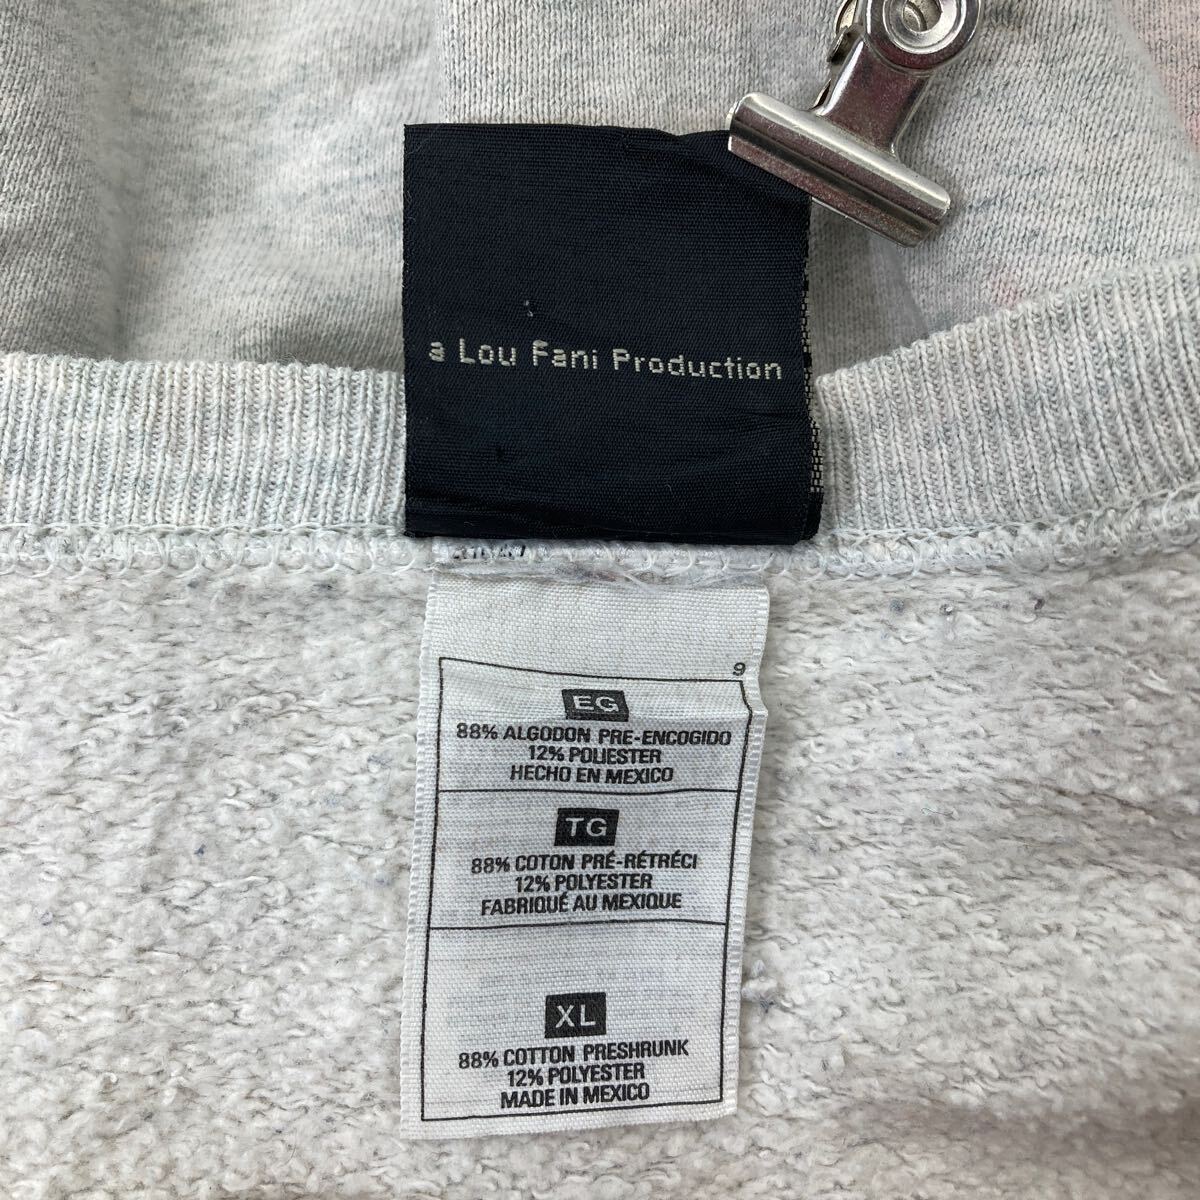 a Lou Fani Production
9
EG
88% ALGODON PRE-ENCOGIDO
12% POLIESTER
HECHO EN MEXICO
TG
88% COTON PRÉ-RÉTRÉCI
12% POLYESTER
FABRIQUÉ AU MEXIQUE
XL
88% COTTON PRESHRUNK
12% POLYESTER
MADE IN MEXICO